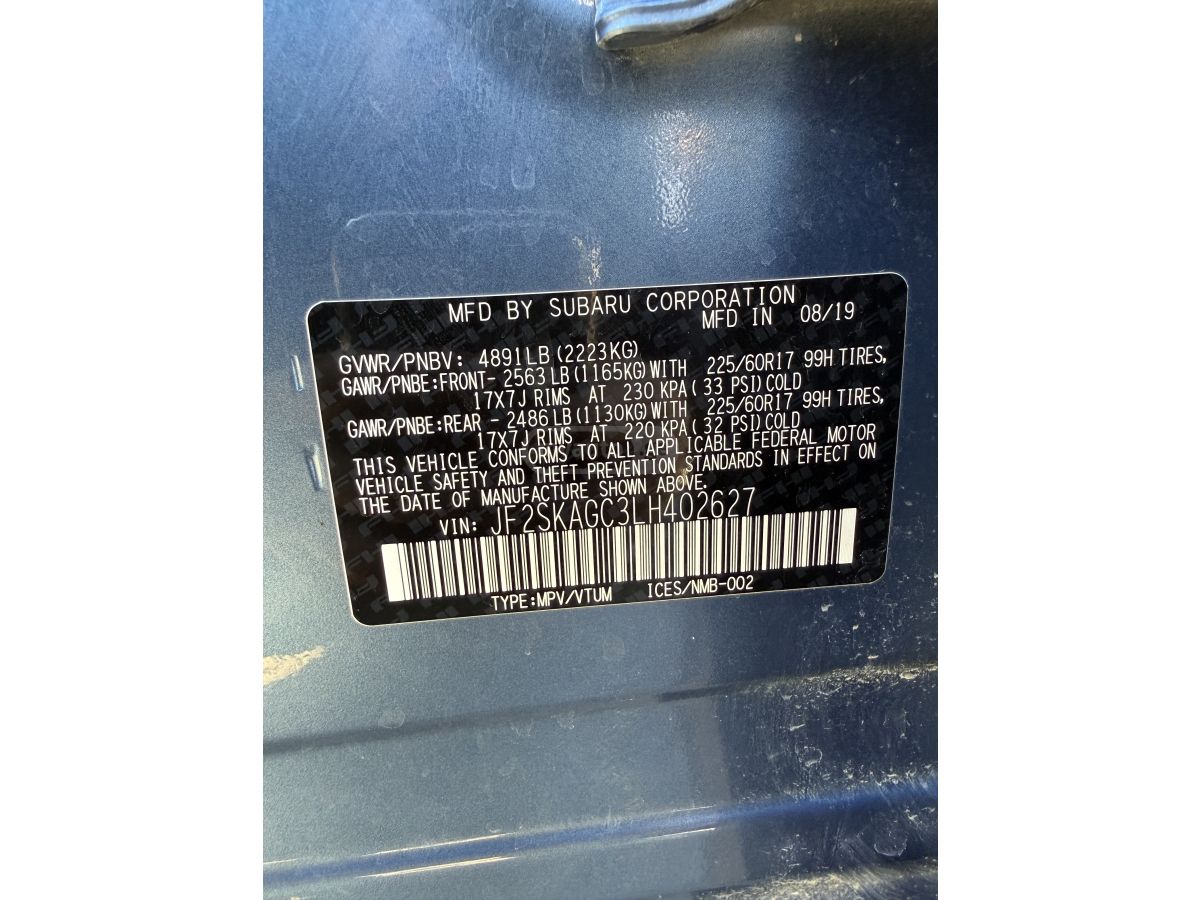 MFD BY SUBARU CORPORATION
MFD IN 08/19
GVWR/PNBV: 4891LB (2223KG)
GAWR/PNBE:FRONT- 2563 LB (1165KG) WITH 225/60R17 99H TIRES,
17X7J RIMS AT 230 KPA ( 33 PSI) COLD
GAWR/PNBE:REAR - 2486 LB (1130KG) WITH 225/60R17 99H TIRES,
17X7J RIMS AT 220 KPA ( 32 PSI) COLD
THIS VEHICLE CONFORMS TO ALL APPLICABLE FEDERAL MOTOR
VEHICLE SAFETY AND THEFT PREVENTION STANDARDS IN EFFECT ON
THE DATE OF MANUFACTURE SHOWN ABOVE.
VIN: JF2SKAGC3LH402627
TYPE:MPV/VTUM ICES/NMB-002